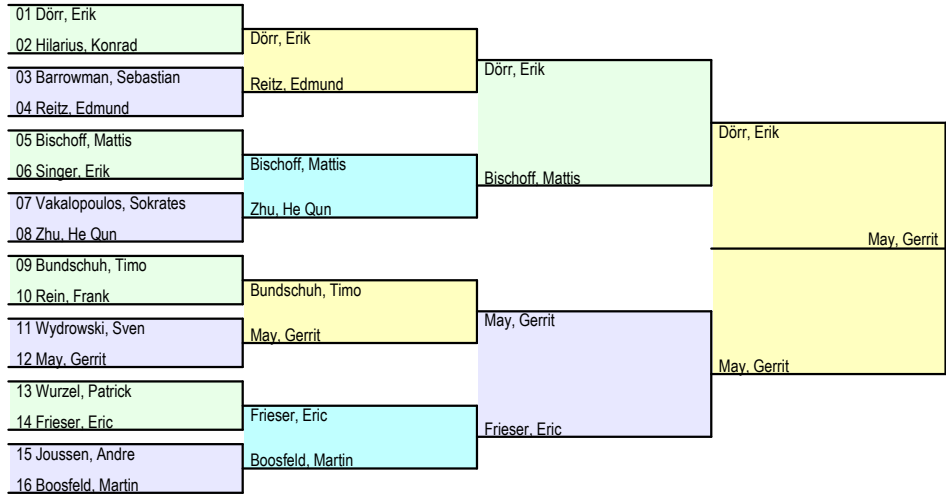 01 Dörr, Erik
02 Hilarius, Konrad
03 Barrowman, Sebastian
04 Reitz, Edmund
05 Bischoff, Mattis
06 Singer, Erik
07 Vakalopoulos, Sokrates
08 Zhu, He Qun
09 Bundschuh, Timo
10 Rein, Frank
11 Wydrowski, Sven
12 May, Gerrit
13 Wurzel, Patrick
14 Frieser, Eric
15 Joussen, Andre
16 Boosfeld, Martin
Dörr, Erik
Reitz, Edmund
Bischoff, Mattis
Zhu, He Qun
Bundschuh, Timo
May, Gerrit
Frieser, Eric
Boosfeld, Martin
Dörr, Erik
Bischoff, Mattis
May, Gerrit
Frieser, Eric
Dörr, Erik
May, Gerrit
May, Gerrit